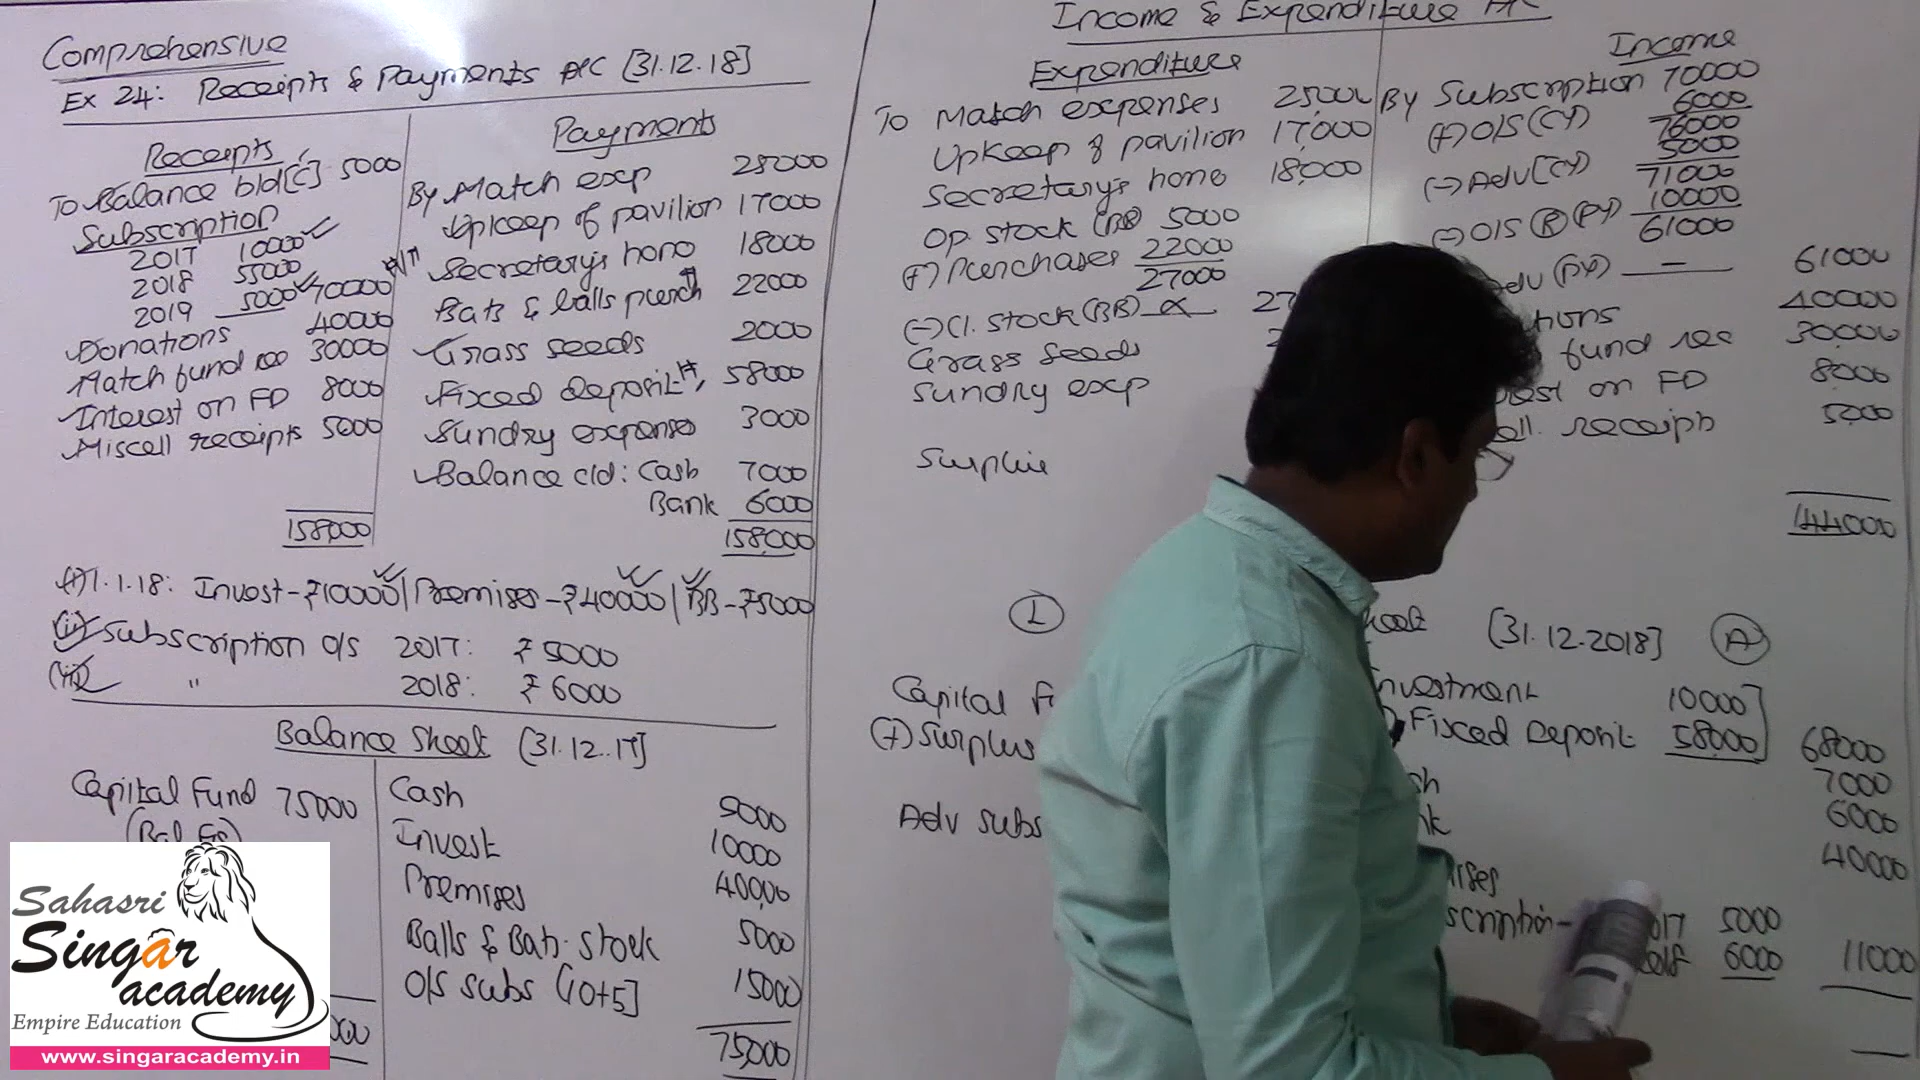 Comprehensive
Ex 24: Receipts & Payments A/C [31.12.18]
Receipts
To Balance b/d [C] 5000
Subscription
2017 10000
2018 55000
2019 5000 70000
Donations 40000
Match fund rec 30000
Interest on FD 8000
Miscell receipts 5000
158000
Payments
By Match exp 25000
Upkeep of pavilion 17000
Secretary's hono 18000
Bats & balls purch 22000
Grass seeds 2000
Fixed Deposit 58000
Sundry expenses 3000
Balance c/d: Cash 7000
Bank 6000
158000
1.1.18: Invest - ₹10000 | Premises - ₹40000 | BB - ₹5000
(ii) Subscription o/s 2017: ₹5000
(iii) " 2018: ₹6000
Balance Sheet [31.12.17]
Capital Fund 75000
Cash 5000
Invest 10000
Premises 40000
Balls & Bats stock 5000
O/S subs [10+5] 15000
75000
Income & Expenditure A/C
Expenditure
To Match expenses 25000
Upkeep of pavilion 17000
Secretary's hono 18000
Op. stock (BB) 5000
(+) Purchases 22000
27000
(-) Cl. stock (BB)
Grass Seeds
Sundry exp
Surplus
Income
By Subscription 70000
(+) O/S (CY) 6000
76000
(-) Adv (CY) 5000
71000
(-) O/S (B) (PY) 10000
61000
Adv (PY) - 61000
40000
fund rec 30000
on FD 8000
receipts 5000
144000
L
[31.12.2018] A
Capital
(+) Surplus
Adv subs
Investment 10000
Fixed Deposit 58000 68000
7000
6000
40000
5000
6000 11000
Sahasri
Singar
academy
Empire Education
www.singaracademy.in